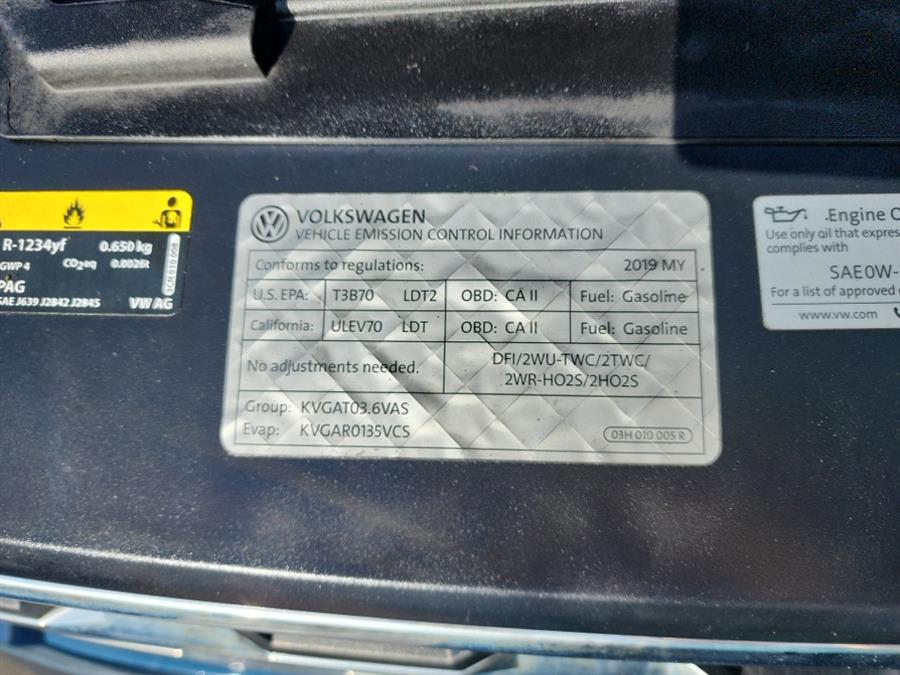 R-1234yf 0.650 kg
GWP 4 CO2eq 0.0026t
PAG
SAE J639 J2842 J2845 VW AG
VOLKSWAGEN
VEHICLE EMISSION CONTROL INFORMATION
Conforms to regulations: 2019 MY
U.S. EPA: T3B70 LDT2 OBD: CA II Fuel: Gasoline
California: ULEV70 LDT OBD: CA II Fuel: Gasoline
No adjustments needed. DFI/2WU-TWC/2TWC/
2WR-HO2S/2HO2S
Group: KVGAT03.6VAS
Evap: KVGAR0135VCS
03H 010 005 R
.Engine O
Use only oil that expres
complies with
SAE0W-
For a list of approved
www.vw.com